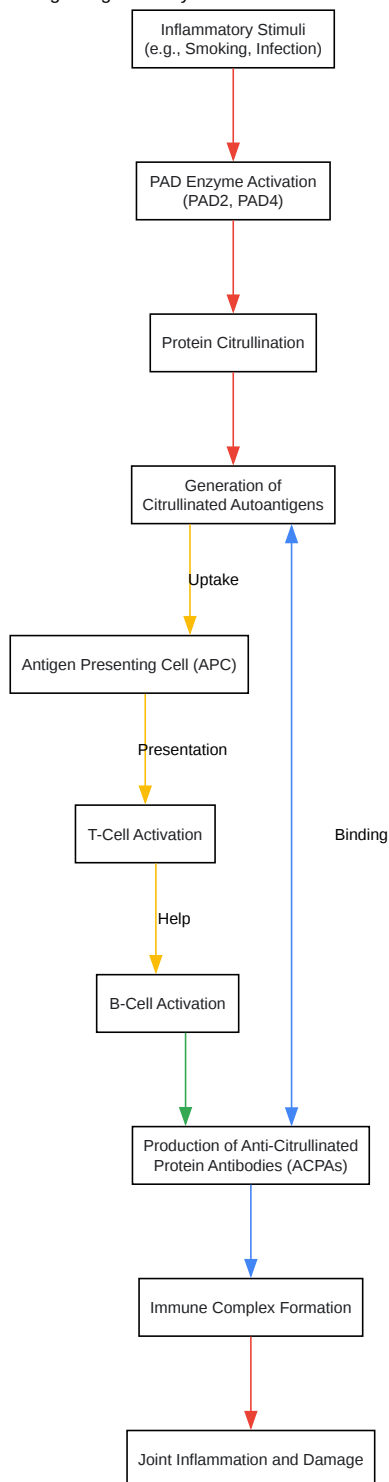 Inflammatory Stimuli
(e.g., Smoking, Infection)
PAD Enzyme Activation
(PAD2, PAD4)
Protein Citrullination
Generation of
Citrullinated Autoantigens
Uptake
Antigen Presenting Cell (APC)
Presentation
T-Cell Activation
Binding
Help
B-Cell Activation
Production of Anti-Citrullinated
Protein Antibodies (ACPAs)
Immune Complex Formation
Joint Inflammation and Damage